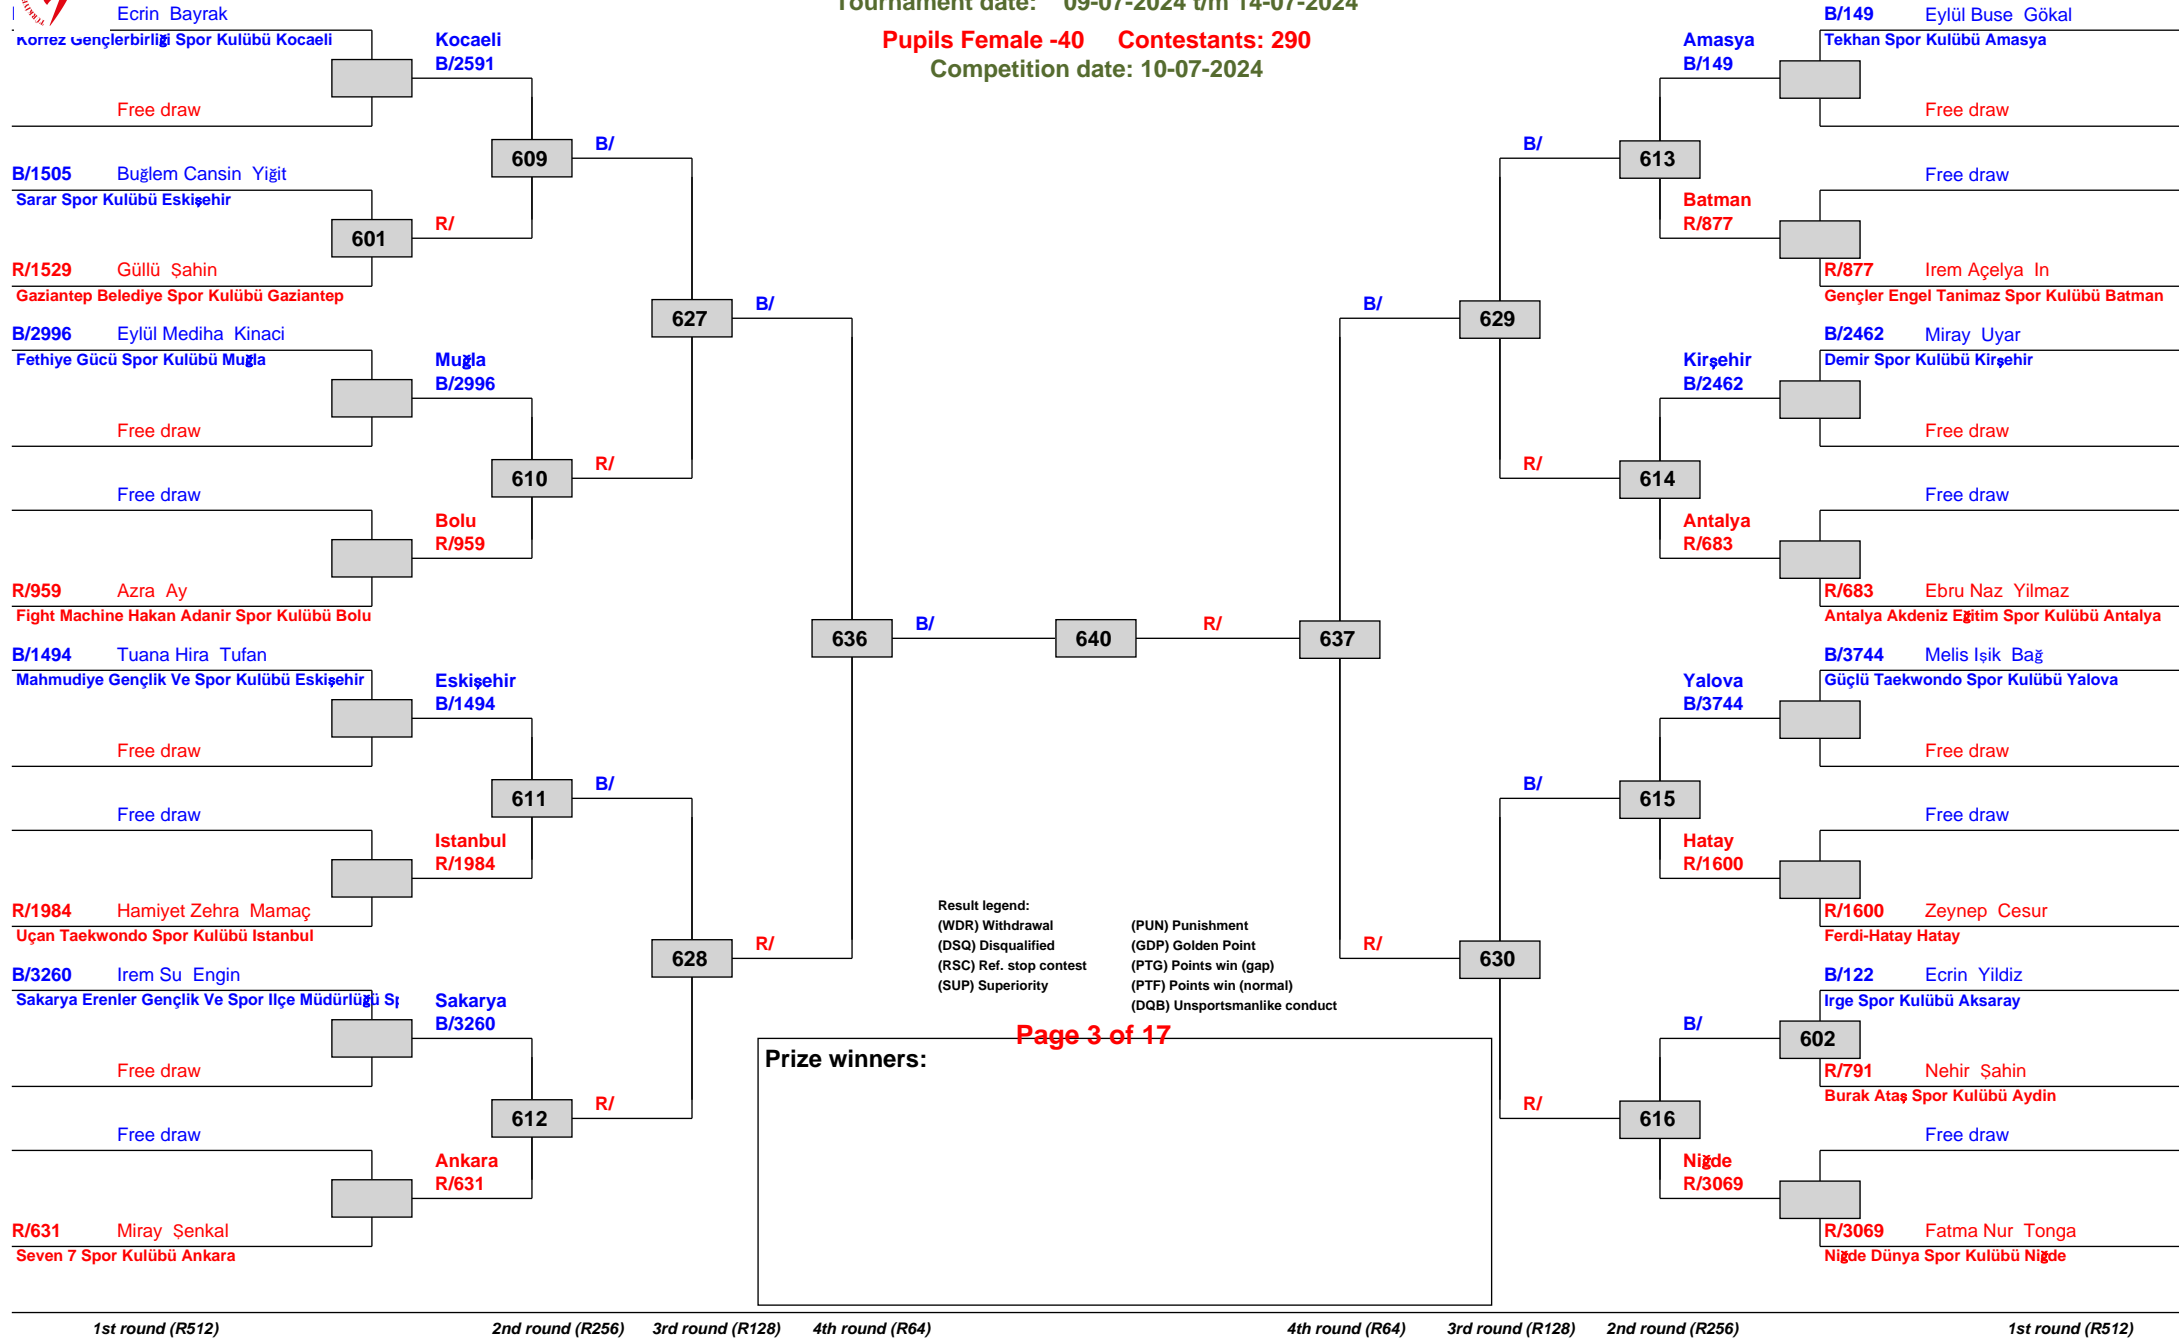 Tournament date: 09-07-2024 t/m 14-07-2024
Pupils Female -40 Contestants: 290
Competition date: 10-07-2024
Ecrin Bayrak
Körfez Gençlerbirliği Spor Kulübü Kocaeli
Kocaeli
B/2591
Free draw
609
B/
B/1505 Buğlem Cansin Yiğit
Sarar Spor Kulübü Eskişehir
601
R/
R/1529 Güllü Şahin
Gaziantep Belediye Spor Kulübü Gaziantep
627
B/
B/2996 Eylül Mediha Kinaci
Fethiye Gücü Spor Kulübü Muğla
Muğla
B/2996
Free draw
610
R/
Free draw
Bolu
R/959
R/959 Azra Ay
Fight Machine Hakan Adanir Spor Kulübü Bolu
636
B/
640
R/
637
B/1494 Tuana Hira Tufan
Mahmudiye Gençlik Ve Spor Kulübü Eskişehir
Eskişehir
B/1494
Free draw
611
B/
Free draw
Istanbul
R/1984
R/1984 Hamiyet Zehra Mamaç
Uçan Taekwondo Spor Kulübü Istanbul
628
R/
B/3260 Irem Su Engin
Sakarya Erenler Gençlik Ve Spor Ilçe Müdürlüğü Sp
Sakarya
B/3260
Free draw
612
R/
Free draw
Ankara
R/631
R/631 Miray Şenkal
Seven 7 Spor Kulübü Ankara
B/149 Eylül Buse Gökal
Tekhan Spor Kulübü Amasya
Amasya
B/149
Free draw
B/
613
Free draw
Batman
R/877
R/877 Irem Açelya In
Gençler Engel Tanimaz Spor Kulübü Batman
B/
629
B/2462 Miray Uyar
Demir Spor Kulübü Kirşehir
Kirşehir
B/2462
Free draw
R/
614
Free draw
Antalya
R/683
R/683 Ebru Naz Yilmaz
Antalya Akdeniz Eğitim Spor Kulübü Antalya
B/3744 Melis Işik Bağ
Güçlü Taekwondo Spor Kulübü Yalova
Yalova
B/3744
Free draw
B/
615
Free draw
Hatay
R/1600
R/1600 Zeynep Cesur
Ferdi-Hatay Hatay
R/
630
B/122 Ecrin Yildiz
Irge Spor Kulübü Aksaray
B/
602
R/791 Nehir Şahin
Burak Ataş Spor Kulübü Aydin
R/
616
Free draw
Niğde
R/3069
R/3069 Fatma Nur Tonga
Niğde Dünya Spor Kulübü Niğde
Result legend:
(WDR) Withdrawal (PUN) Punishment
(DSQ) Disqualified (GDP) Golden Point
(RSC) Ref. stop contest (PTG) Points win (gap)
(SUP) Superiority (PTF) Points win (normal)
(DQB) Unsportsmanlike conduct
Page 3 of 17
Prize winners:
1st round (R512) 2nd round (R256) 3rd round (R128) 4th round (R64) 4th round (R64) 3rd round (R128) 2nd round (R256) 1st round (R512)